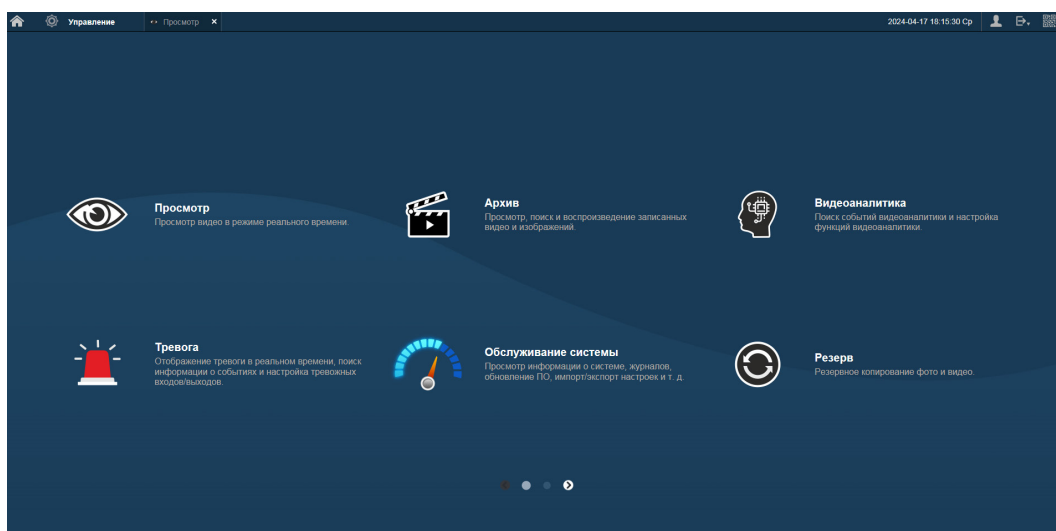 Управление
Просмотр
2024-04-17 18:15:30 Ср
Просмотр
Просмотр видео в режиме реального времени.
Архив
Просмотр, поиск и воспроизведение записанных
видео и изображений.
Видеоаналитика
Поиск событий видеоаналитики и настройка
функций видеоаналитики.
Тревога
Отображение тревоги в реальном времени, поиск
информации о событиях и настройка тревожных
входов/выходов.
Обслуживание системы
Просмотр информации о системе, журналов,
обновление ПО, импорт/экспорт настроек и т. д.
Резерв
Резервное копирование фото и видео.